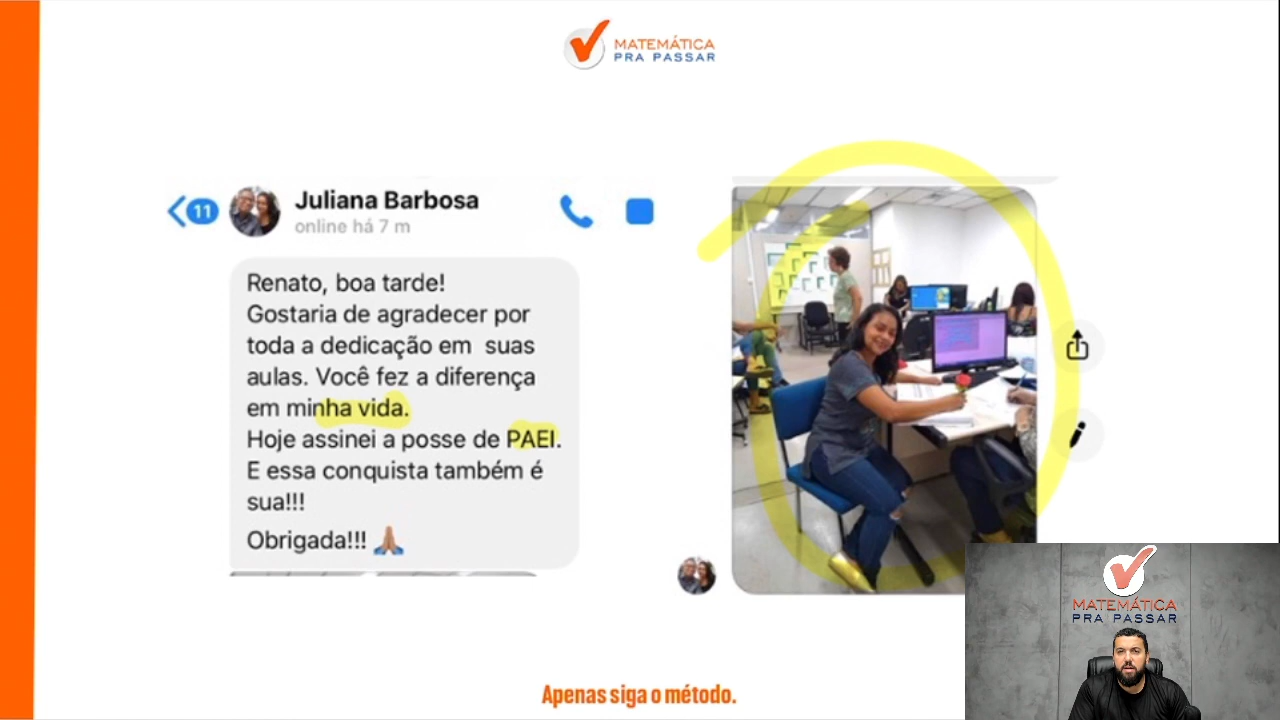 MATEMÁTICA
PRA PASSAR
11
Juliana Barbosa
online há 7 m
Renato, boa tarde!
Gostaria de agradecer por
toda a dedicação em suas
aulas. Você fez a diferença
em minha vida.
Hoje assinei a posse de PAEI.
E essa conquista também é
sua!!!
Obrigada!!! 🙏🏽
MATEMÁTICA
PRA PASSAR
Apenas siga o método.